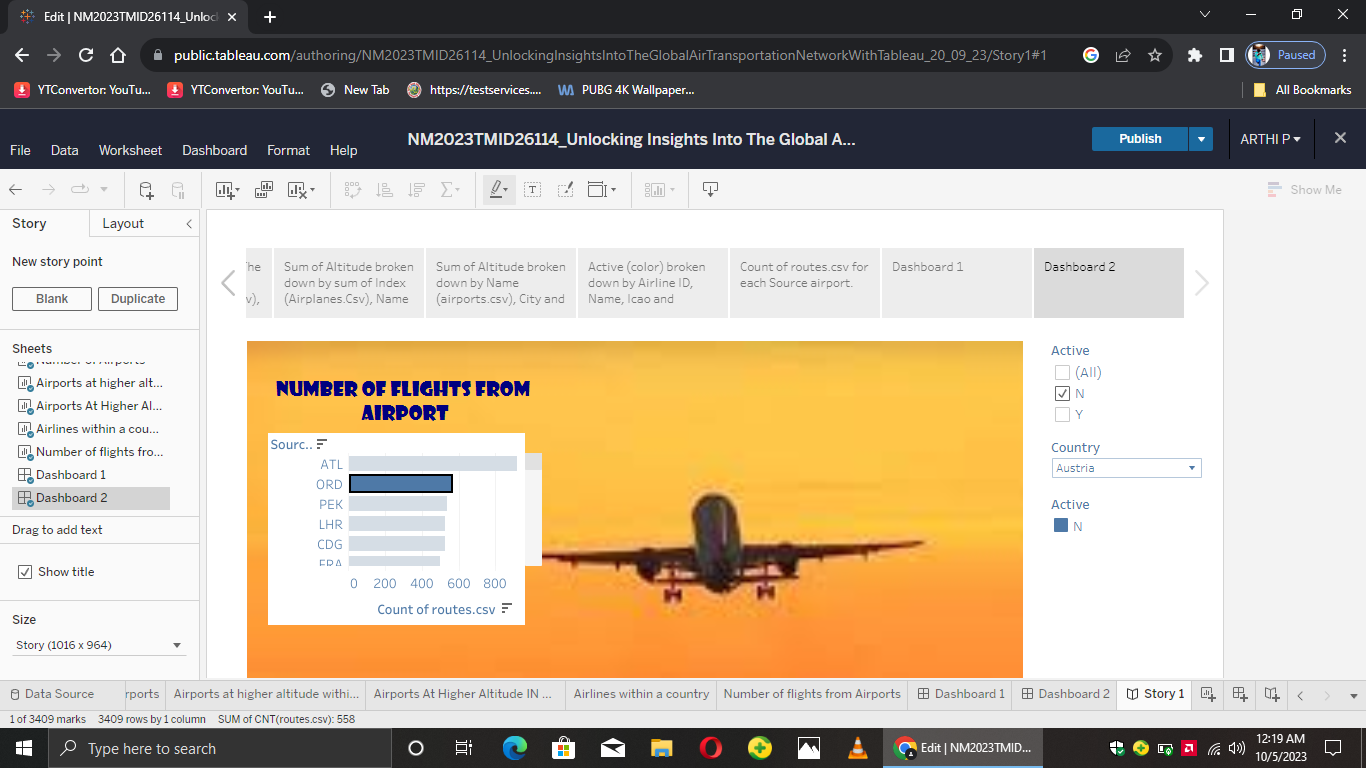 Edit | NM2023TMID26114_Unlock
public.tableau.com/authoring/NM2023TMID26114_UnlockingInsightsIntoTheGlobalAirTransportationNetworkWithTableau_20_09_23/Story1#1
Paused
YTConvertor: YouTu...
YTConvertor: YouTu...
New Tab
https://testservices....
PUBG 4K Wallpaper...
All Bookmarks
NM2023TMID26114_Unlocking Insights Into The Global A...
File Data Worksheet Dashboard Format Help
Publish
ARTHI P
Show Me
Story
Layout
New story point
Blank
Duplicate
Sheets
Number of Airports
Airports at higher alt...
Airports At Higher Al...
Airlines within a cou...
Number of flights fro...
Dashboard 1
Dashboard 2
Drag to add text
Show title
Size
Story (1016 x 964)
Sum of Altitude broken
down by sum of Index
(Airplanes.Csv), Name
Sum of Altitude broken
down by Name
(airports.csv), City and
Active (color) broken
down by Airline ID,
Name, Icao and
Count of routes.csv for
each Source airport.
Dashboard 1
Dashboard 2
NUMBER OF FLIGHTS FROM
AIRPORT
Sourc..
ATL
ORD
PEK
LHR
CDG
FRA
0 200 400 600 800
Count of routes.csv
Active
(All)
N
Y
Country
Austria
Active
N
Data Source
rports
Airports at higher altitude withi...
Airports At Higher Altitude IN ...
Airlines within a country
Number of flights from Airports
Dashboard 1
Dashboard 2
Story 1
1 of 3409 marks 3409 rows by 1 column SUM of CNT(routes.csv): 558
Type here to search
Edit | NM2023TMID...
12:19 AM
10/5/2023